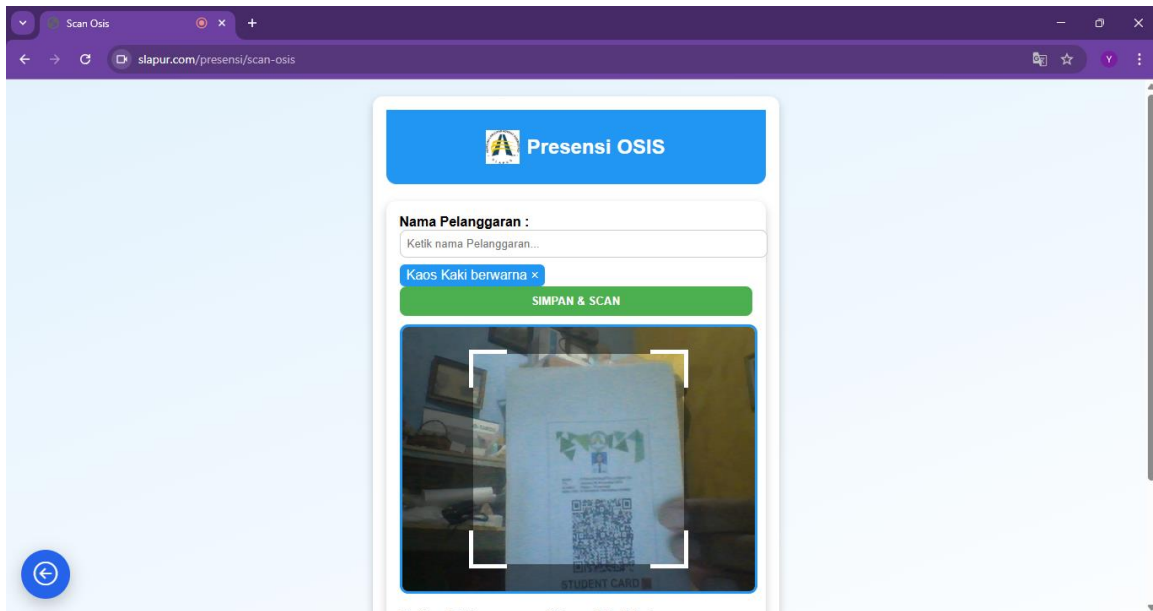 Scan Osis
slapur.com/presensi/scan-osis
Y
Presensi OSIS
Nama Pelanggaran :
Ketik nama Pelanggaran...
Kaos Kaki berwarna ×
SIMPAN & SCAN
STUDENT CARD